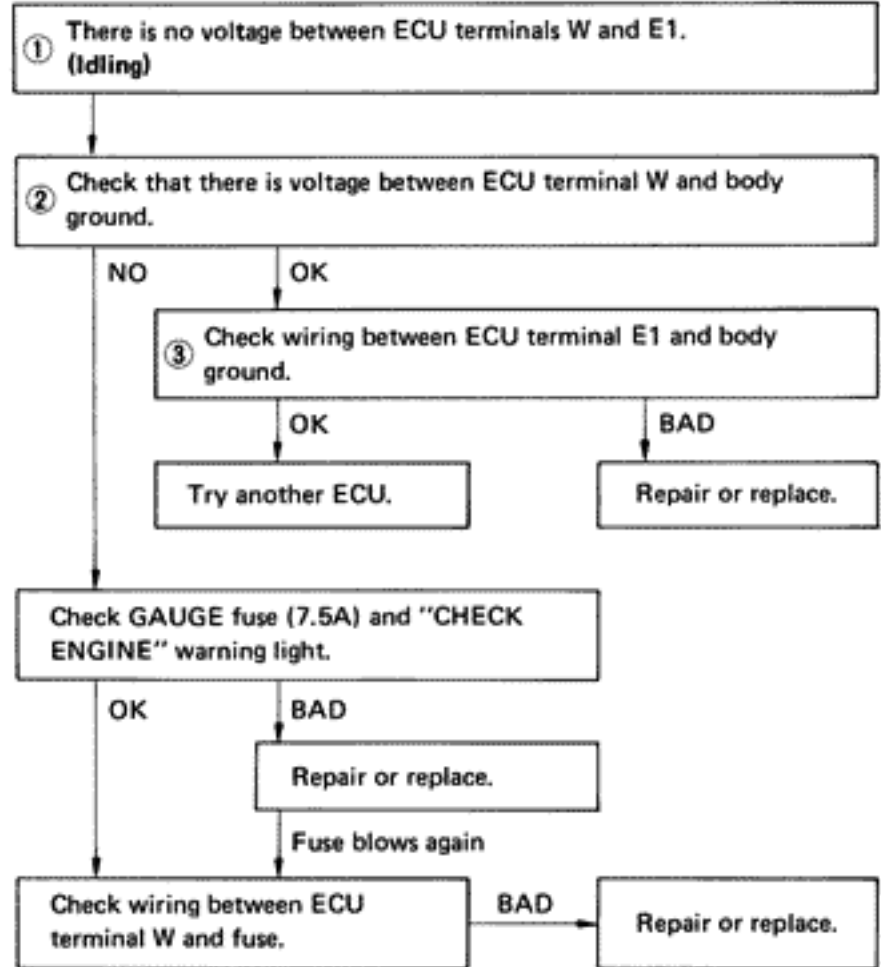 ① There is no voltage between ECU terminals W and E1.
(Idling)
② Check that there is voltage between ECU terminal W and body
ground.
NO
OK
③ Check wiring between ECU terminal E1 and body
ground.
OK
BAD
Try another ECU.
Repair or replace.
Check GAUGE fuse (7.5A) and "CHECK
ENGINE" warning light.
OK
BAD
Repair or replace.
Fuse blows again
Check wiring between ECU
terminal W and fuse.
BAD
Repair or replace.